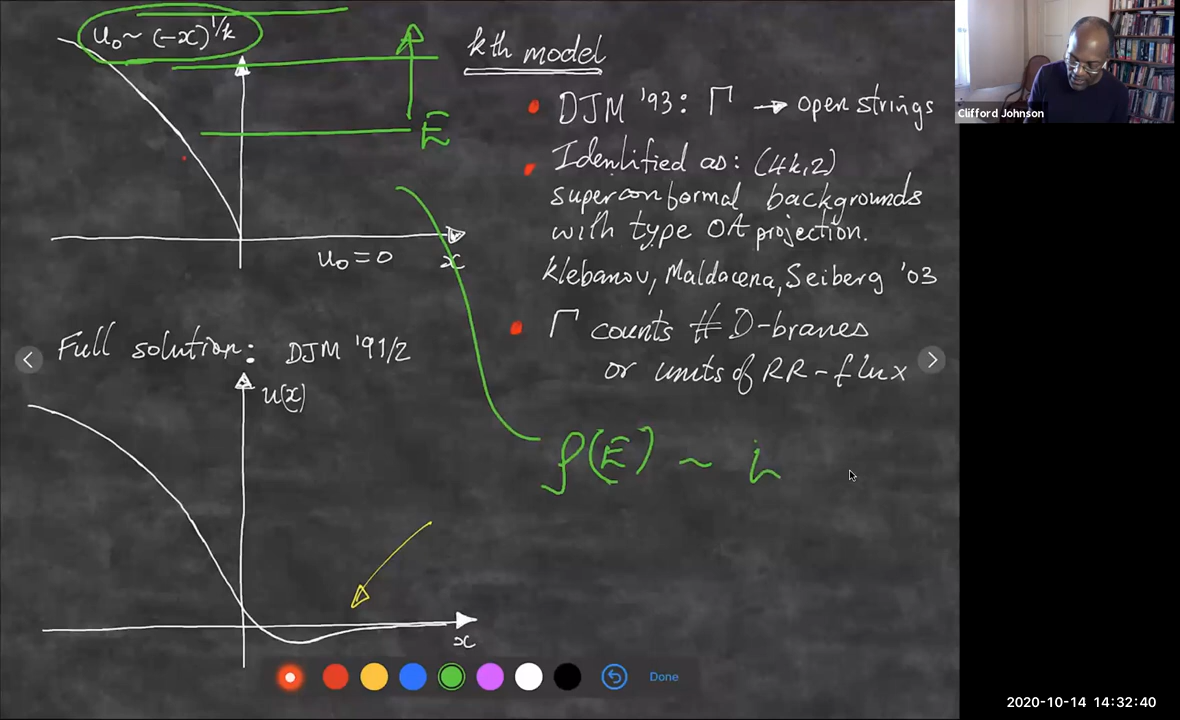 u₀ ~ (-x)^{1/k}
E
u₀ = 0
x
Full solution: DJM '91/2
u(x)
x
kth model
• DJM '93: Γ → open strings
• Identified as: (4k,2)
superconformal backgrounds
with type 0A projection.
Klebanov, Maldacena, Seiberg '03
• Γ counts # D-branes
or units of RR-flux
ρ(E) ~
Done
Clifford Johnson
2020-10-14 14:32:40